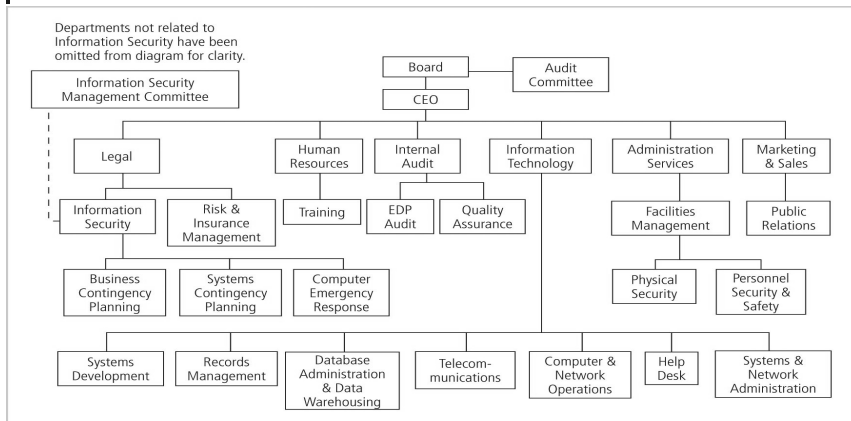 Departments not related to
Information Security have been
omitted from diagram for clarity.
Information Security
Management Committee
Board
Audit
Committee
CEO
Legal
Human
Resources
Internal
Audit
Information
Technology
Administration
Services
Marketing
& Sales
Information
Security
Risk &
Insurance
Management
Training
EDP
Audit
Quality
Assurance
Facilities
Management
Public
Relations
Business
Contingency
Planning
Systems
Contingency
Planning
Computer
Emergency
Response
Physical
Security
Personnel
Security &
Safety
Systems
Development
Records
Management
Database
Administration
& Data
Warehousing
Telecom-
munications
Computer &
Network
Operations
Help
Desk
Systems &
Network
Administration